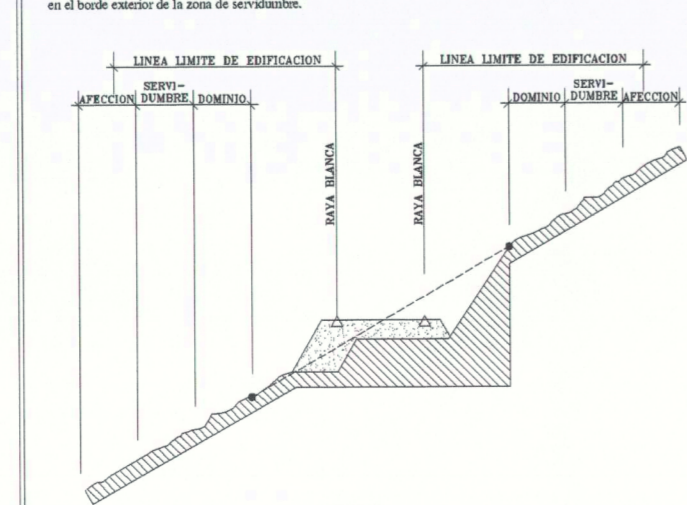 en el borde exterior de la zona de servidumbre.
LINEA LIMITE DE EDIFICACION
LINEA LIMITE DE EDIFICACION
AFECCION
SERVI-
DUMBRE
DOMINIO
DOMINIO
SERVI-
DUMBRE
AFECCION
RAYA BLANCA
RAYA BLANCA